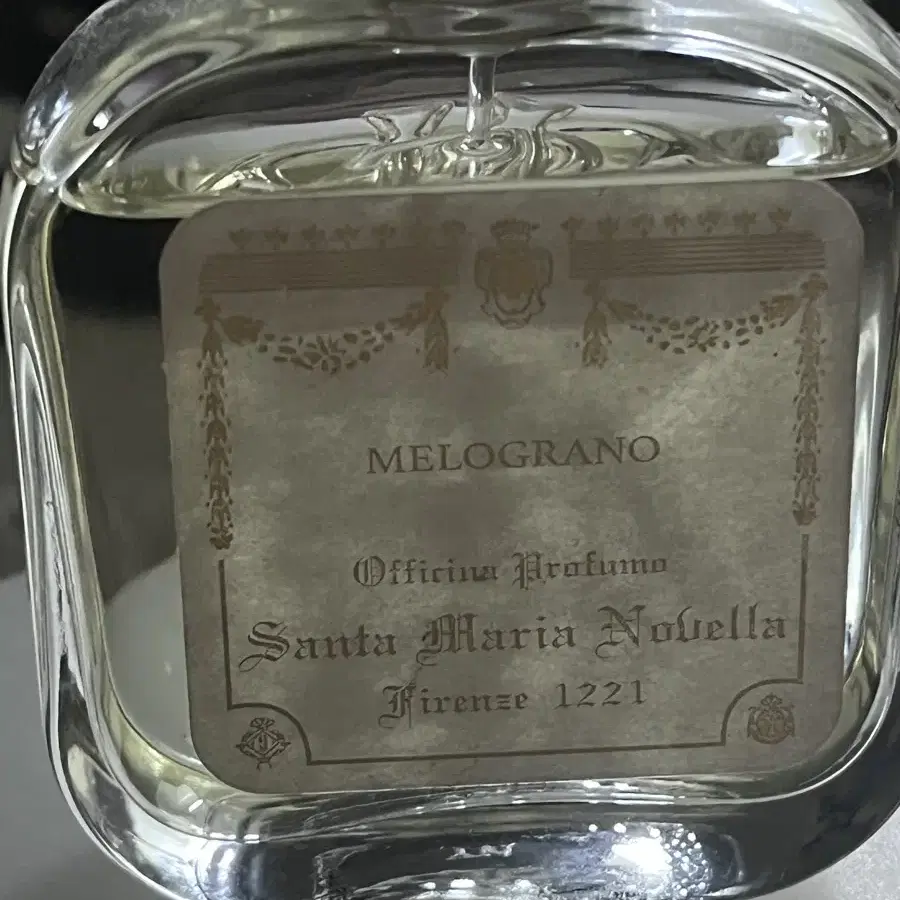 MELOGRANO
Officina Profumo
Santa Maria Novella
Firenze 1221